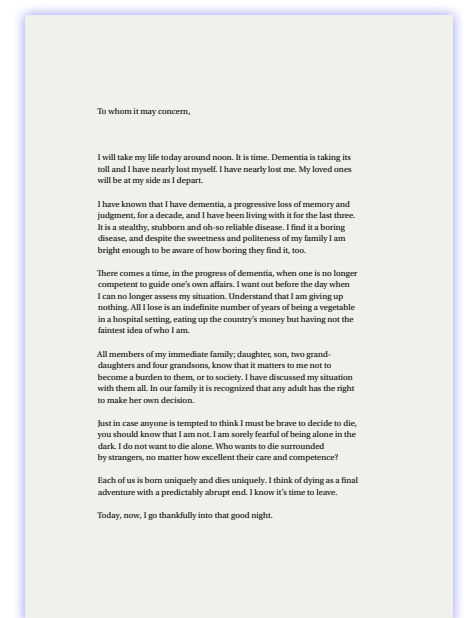 To whom it may concern,
I will take my life today around noon. It is time. Dementia is taking its
toll and I have nearly lost myself. I have nearly lost me. My loved ones
will be at my side as I depart.
I have known that I have dementia, a progressive loss of memory and
judgment, for a decade, and I have been living with it for the last three.
It is a stealthy, stubborn and oh-so reliable disease. I find it a boring
disease, and despite the sweetness and politeness of my family I am
bright enough to be aware of how boring they find it, too.
There comes a time, in the progress of dementia, when one is no longer
competent to guide one's own affairs. I want out before the day when
I can no longer assess my situation. Understand that I am giving up
nothing. All I lose is an indefinite number of years of being a vegetable
in a hospital setting, eating up the country's money but having not the
faintest idea of who I am.
All members of my immediate family; daughter, son, two grand-
daughters and four grandsons, know that it matters to me not to
become a burden to them, or to society. I have discussed my situation
with them all. In our family it is recognized that any adult has the right
to make her own decision.
Just in case anyone is tempted to think I must be brave to decide to die,
you should know that I am not. I am sorely fearful of being alone in the
dark. I do not want to die alone. Who wants to die surrounded
by strangers, no matter how excellent their care and competence?
Each of us is born uniquely and dies uniquely. I think of dying as a final
adventure with a predictably abrupt end. I know it's time to leave.
Today, now, I go thankfully into that good night.